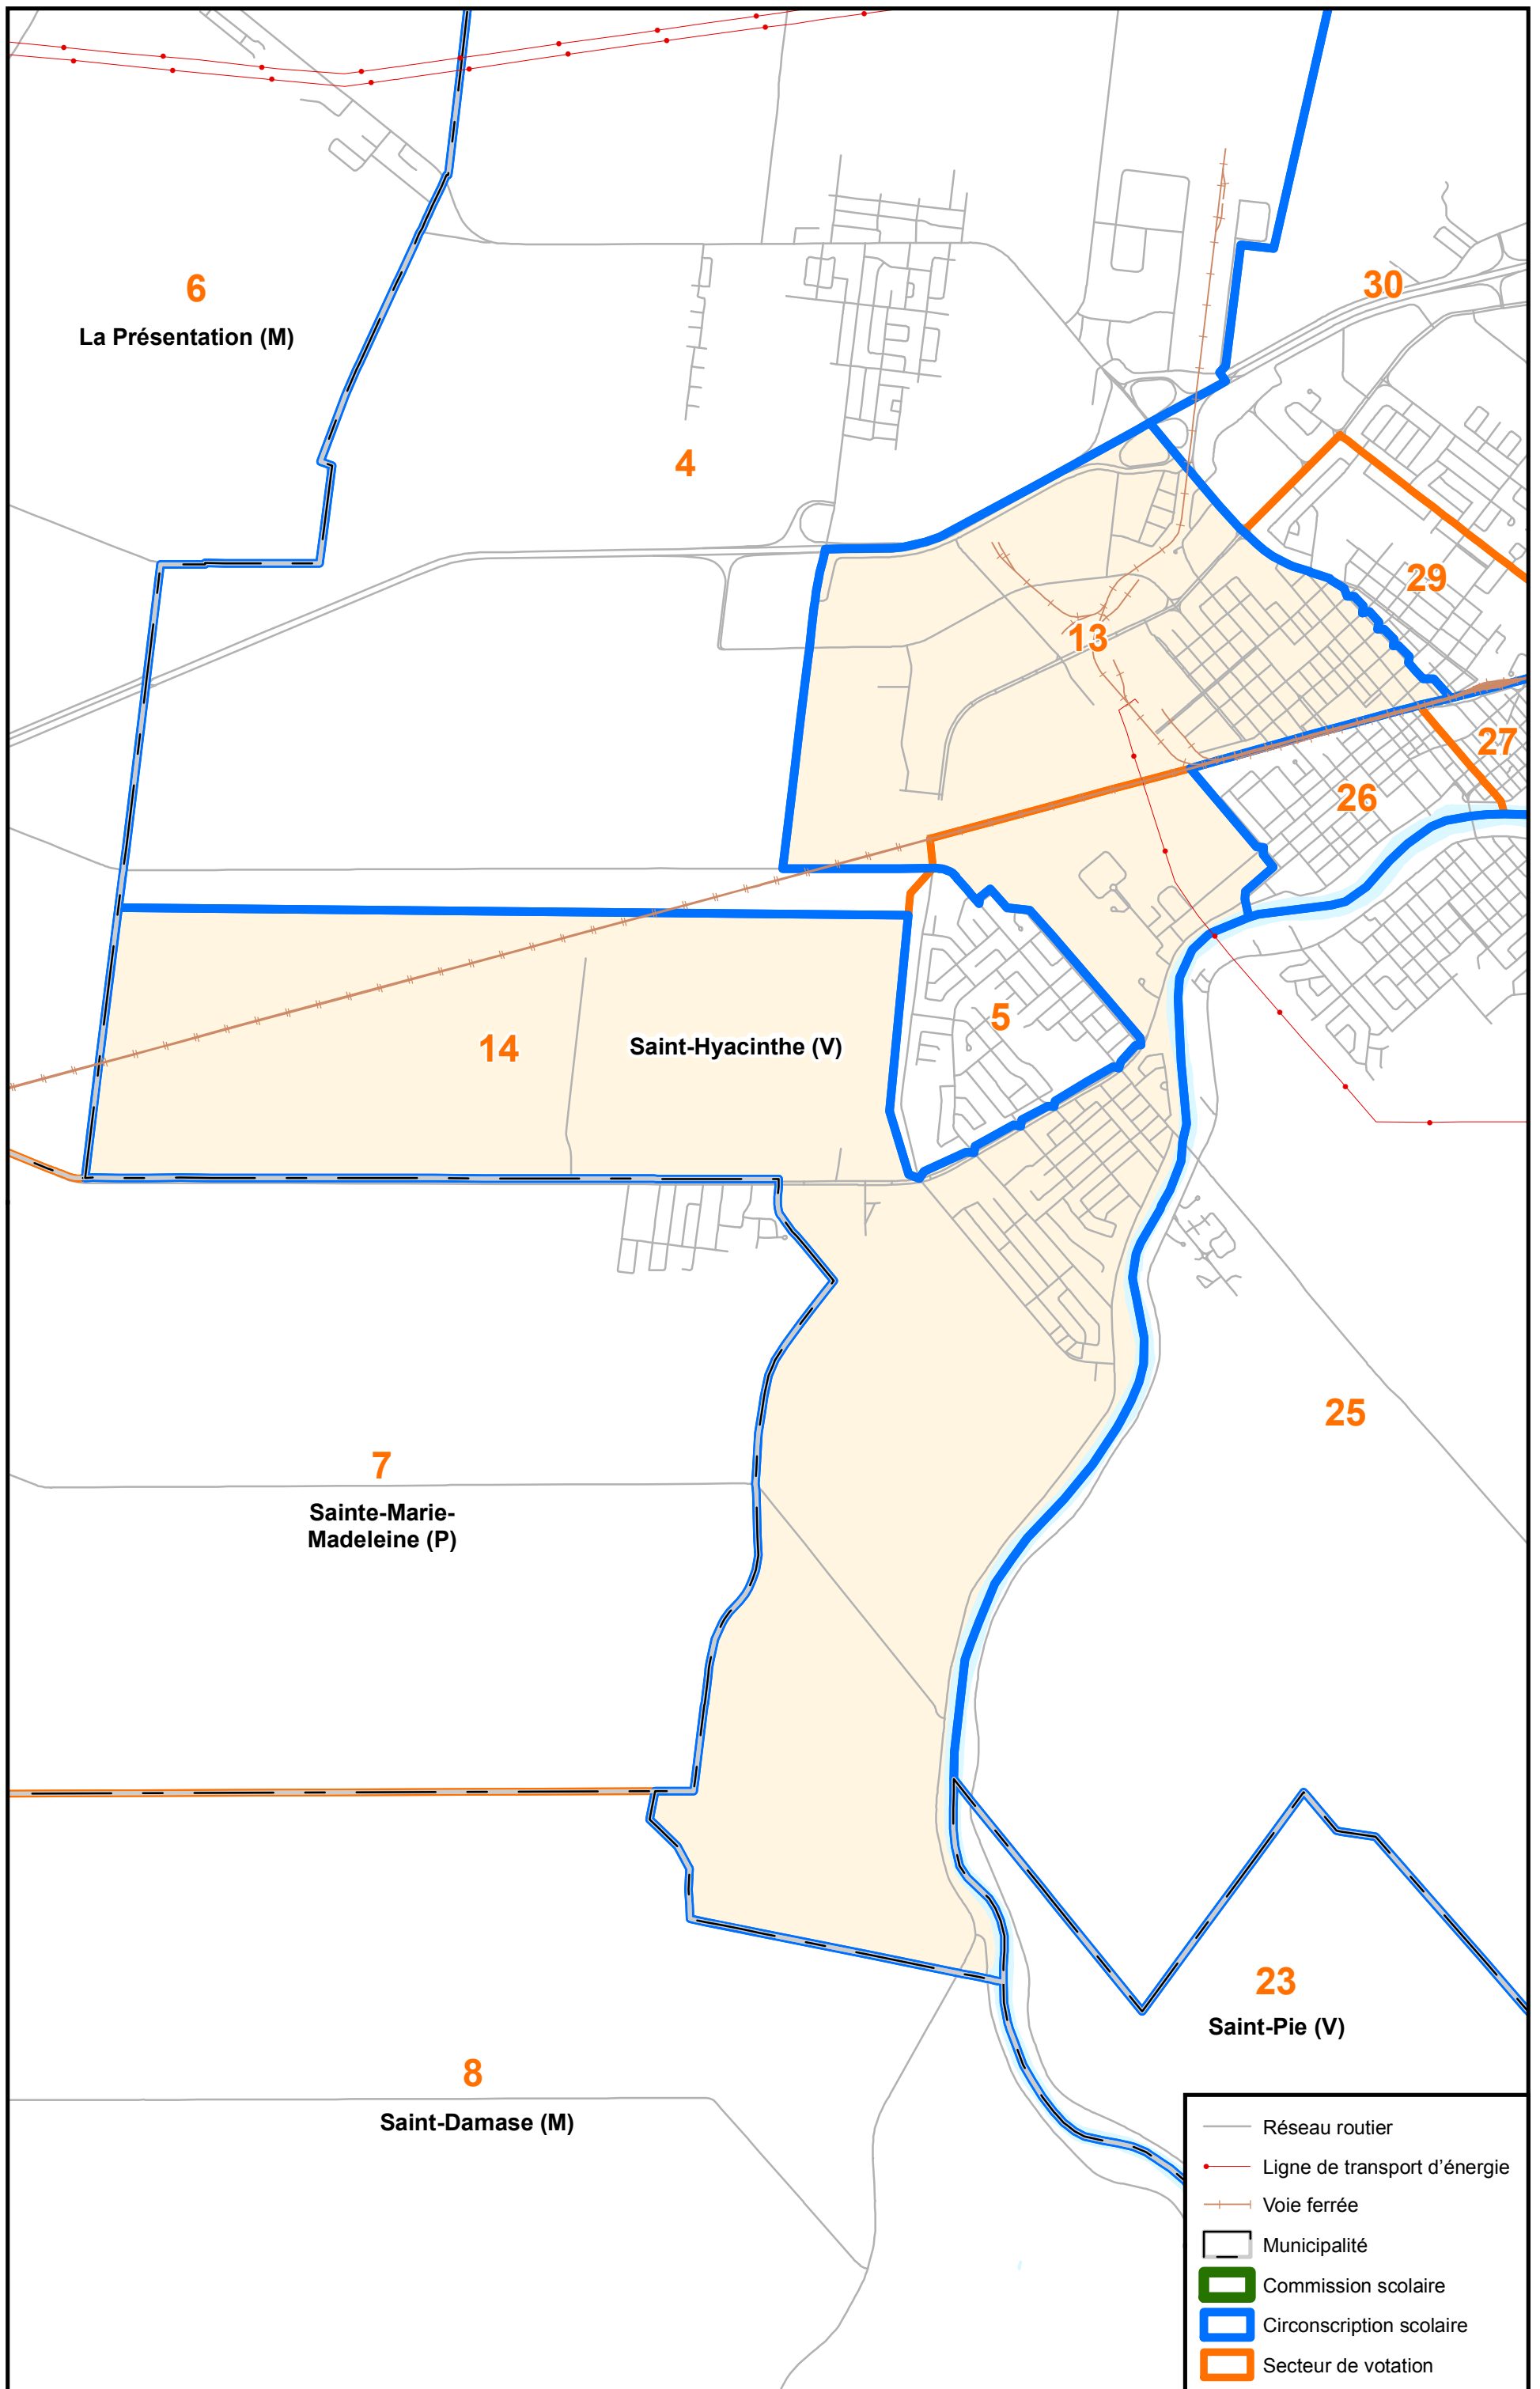 6
La Présentation (M)
30
4
29
13
27
26
5
14
Saint-Hyacinthe (V)
25
7
Sainte-Marie-
Madeleine (P)
23
Saint-Pie (V)
8
Saint-Damase (M)
Réseau routier
Ligne de transport d’énergie
Voie ferrée
Municipalité
Commission scolaire
Circonscription scolaire
Secteur de votation